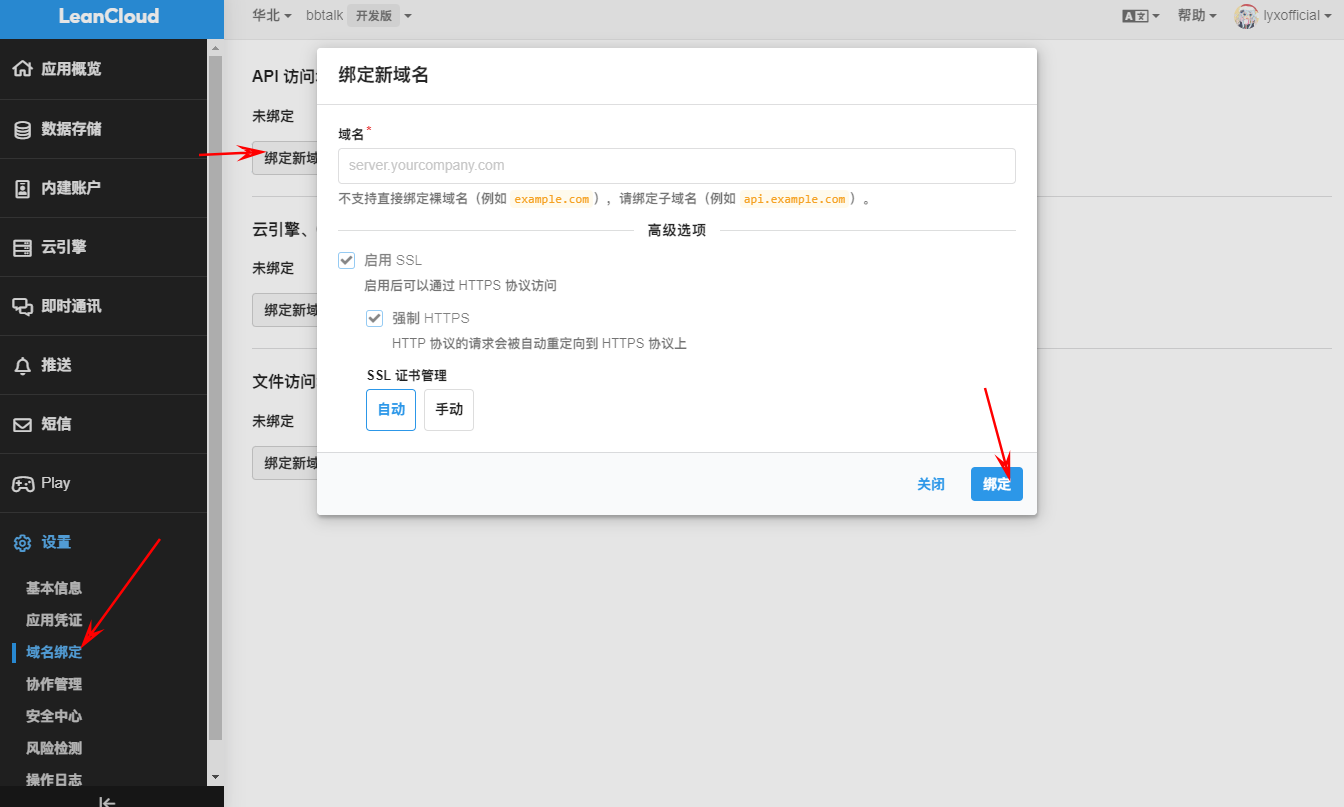 LeanCloud
华北
bbtalk 开发版
帮助
lyxofficial
应用概览
数据存储
内建账户
云引擎
即时通讯
推送
短信
Play
设置
基本信息
应用凭证
域名绑定
协作管理
安全中心
风险检测
操作日志
API 访问
未绑定
绑定新域
云引擎、
未绑定
绑定新域
文件访问
未绑定
绑定新域
绑定新域名
域名*
server.yourcompany.com
不支持直接绑定裸域名（例如 example.com ），请绑定子域名（例如 api.example.com ）。
高级选项
启用 SSL
启用后可以通过 HTTPS 协议访问
强制 HTTPS
HTTP 协议的请求会被自动重定向到 HTTPS 协议上
SSL 证书管理
自动 手动
关闭 绑定